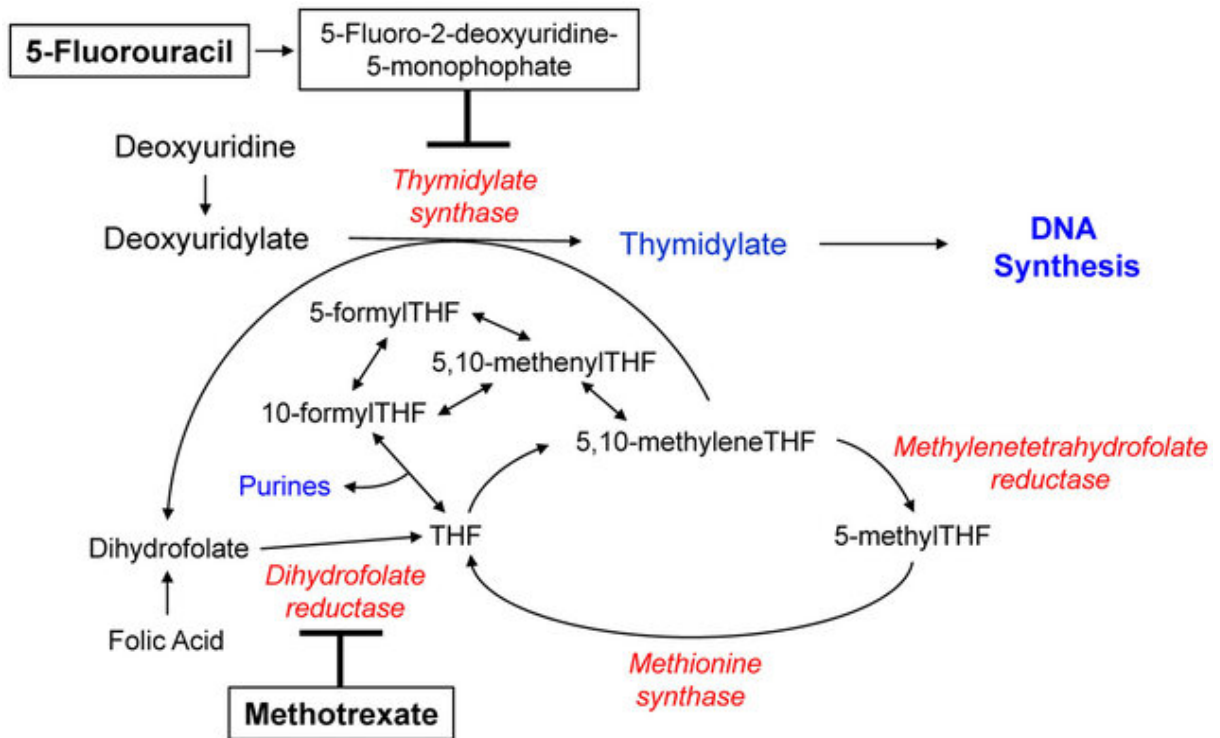 5-Fluorouracil
5-Fluoro-2-deoxyuridine-
5-monophophate
Deoxyuridine
Thymidylate
synthase
Deoxyuridylate
Thymidylate
DNA
Synthesis
5-formylTHF
5,10-methenylTHF
10-formylTHF
5,10-methyleneTHF
Methylenetetrahydrofolate
reductase
Purines
Dihydrofolate
THF
5-methylTHF
Dihydrofolate
reductase
Folic Acid
Methionine
synthase
Methotrexate